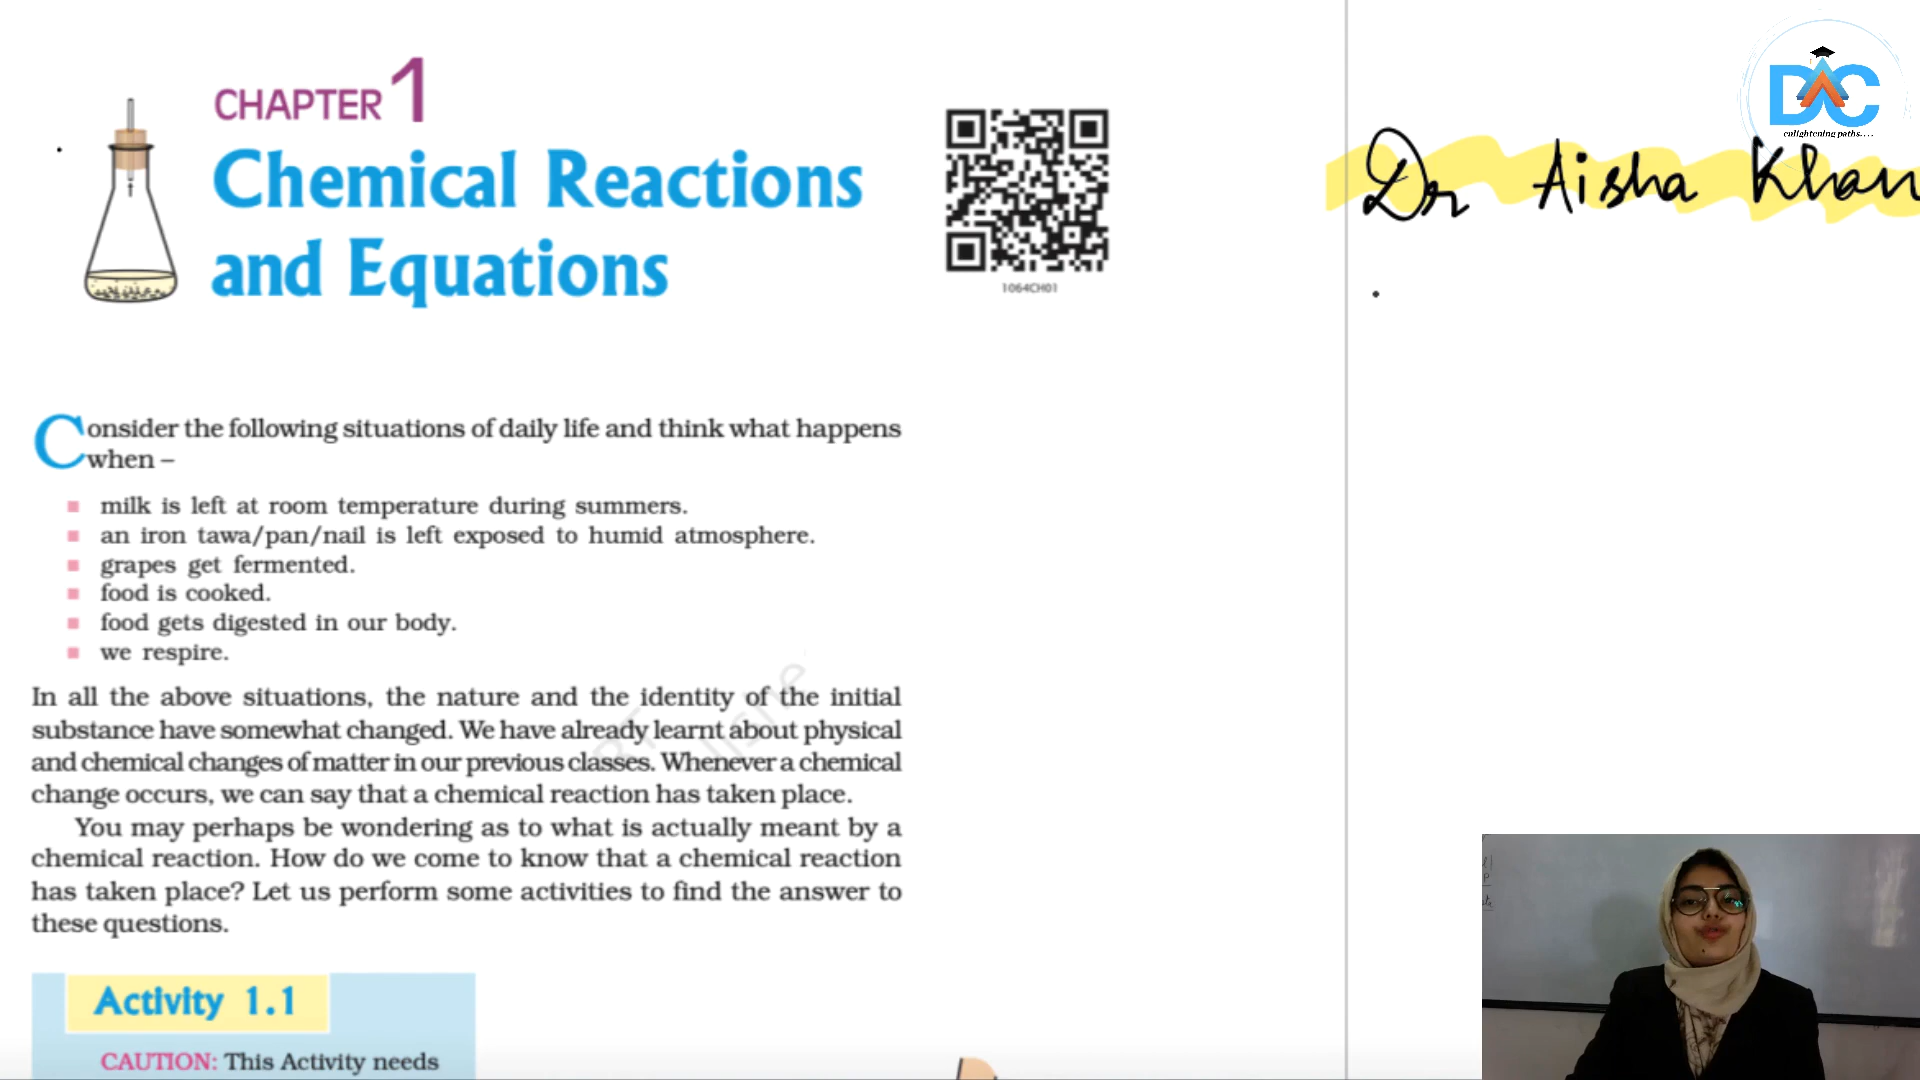 CHAPTER 1
Chemical Reactions
and Equations
1064CH01
DAC
enlightening paths....
Dr Aisha Khan
Consider the following situations of daily life and think what happens
when –
milk is left at room temperature during summers.
an iron tawa/pan/nail is left exposed to humid atmosphere.
grapes get fermented.
food is cooked.
food gets digested in our body.
we respire.
In all the above situations, the nature and the identity of the initial
substance have somewhat changed. We have already learnt about physical
and chemical changes of matter in our previous classes. Whenever a chemical
change occurs, we can say that a chemical reaction has taken place.
You may perhaps be wondering as to what is actually meant by a
chemical reaction. How do we come to know that a chemical reaction
has taken place? Let us perform some activities to find the answer to
these questions.
Activity 1.1
CAUTION: This Activity needs